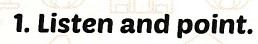 1. Listen and point.